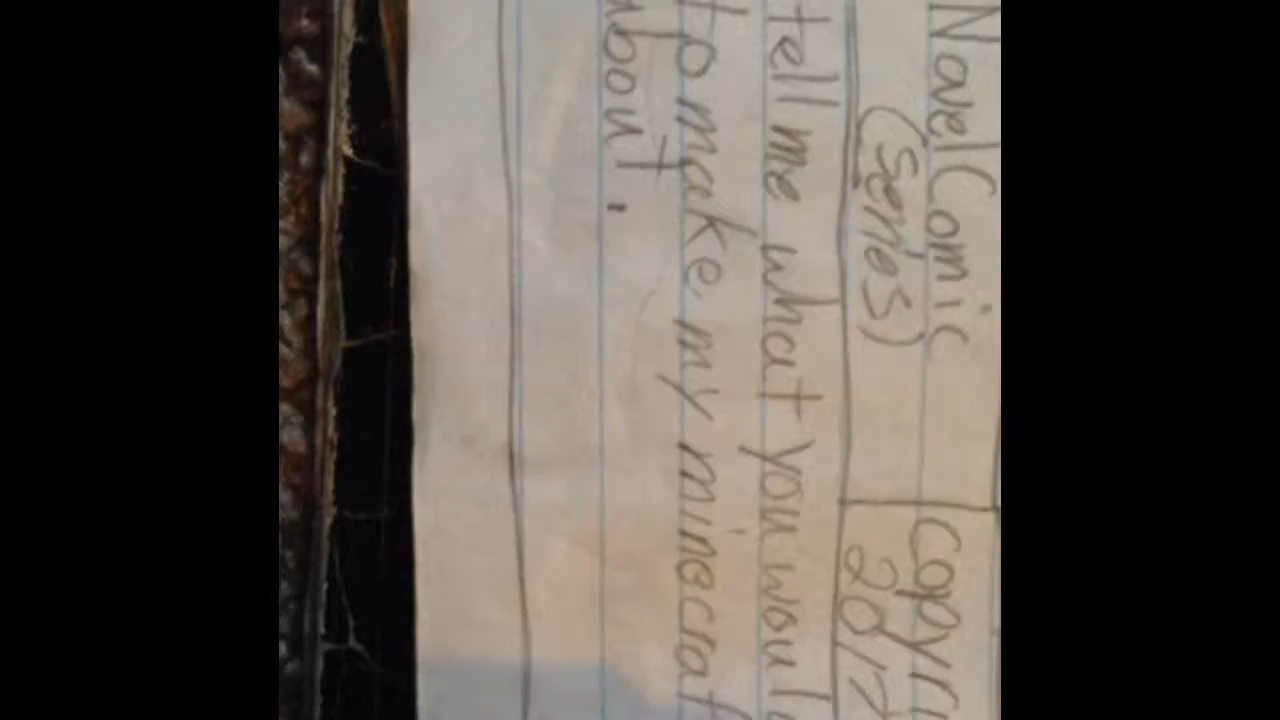 Novel Comic
(series)
Copyri
2017
tell me what you would
to make my minecraf
about.